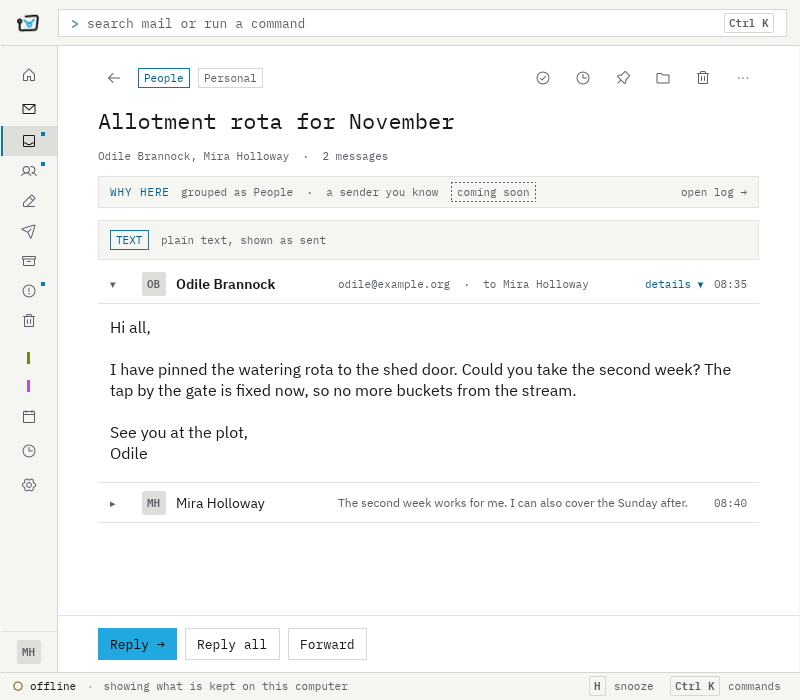 > search mail or run a command Ctrl K
People Personal
Allotment rota for November
Odile Brannock, Mira Holloway · 2 messages
WHY HERE grouped as People · a sender you know coming soon open log →
TEXT plain text, shown as sent
▾ OB Odile Brannock odile@example.org · to Mira Holloway details ▾ 08:35
Hi all,
I have pinned the watering rota to the shed door. Could you take the second week? The
tap by the gate is fixed now, so no more buckets from the stream.
See you at the plot,
Odile
▸ MH Mira Holloway The second week works for me. I can also cover the Sunday after. 08:40
Reply → Reply all Forward
MH
offline · showing what is kept on this computer H snooze Ctrl K commands